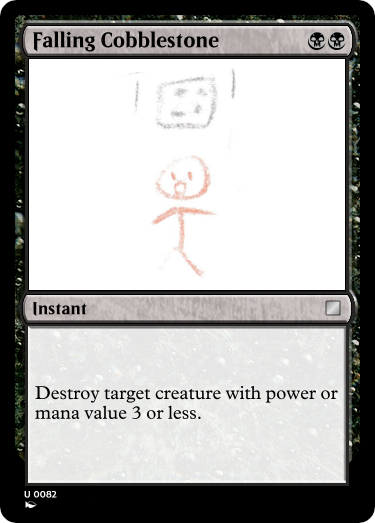 Falling Cobblestone
Instant
Destroy target creature with power or
mana value 3 or less.
U 0082